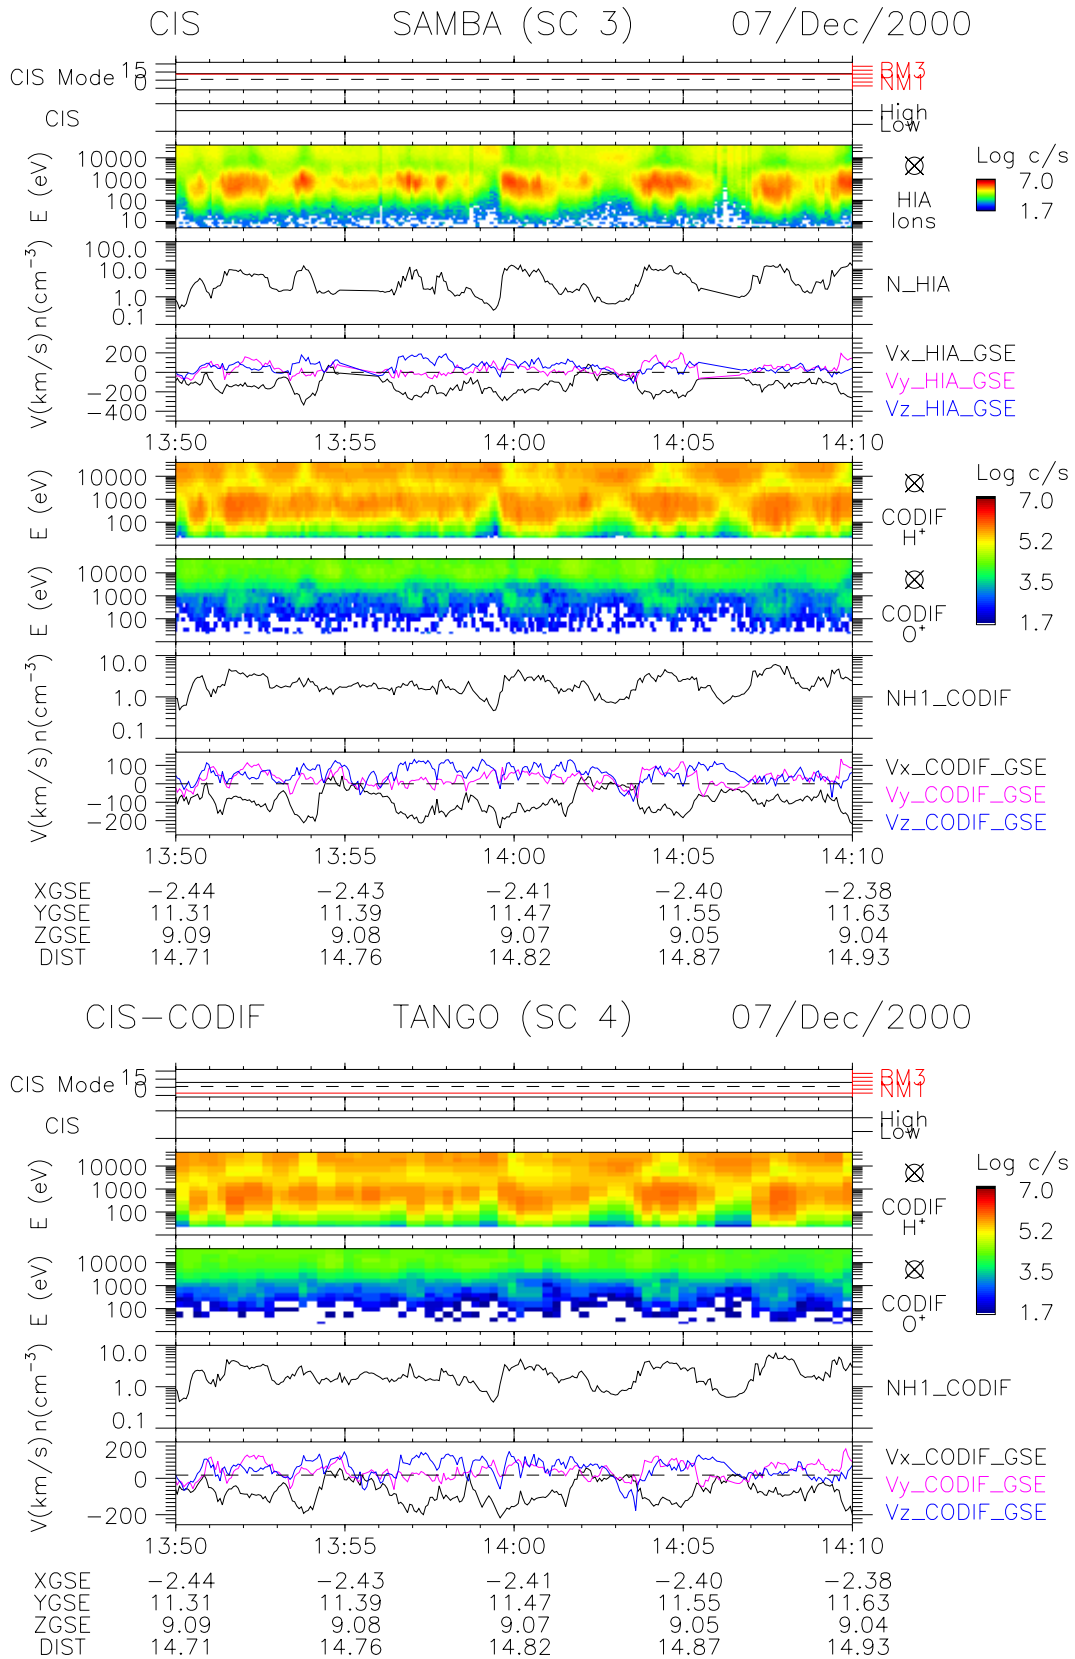 CIS SAMBA (SC 3) 07/Dec/2000
CIS Mode 15 0 BM3 NM1
CIS High Low
E (eV) 10000 1000 100 10 HIA Ions Log c/s 7.0 1.7
n(cm⁻³) 100.0 10.0 1.0 0.1 N_HIA
V(km/s) 200 0 −200 −400 Vx_HIA_GSE Vy_HIA_GSE Vz_HIA_GSE
13:50 13:55 14:00 14:05 14:10
E (eV) 10000 1000 100 CODIF H⁺ Log c/s 7.0 5.2 3.5 1.7
E (eV) 10000 1000 100 CODIF O⁺
n(cm⁻³) 10.0 1.0 0.1 NH1_CODIF
V(km/s) 100 0 −100 −200 Vx_CODIF_GSE Vy_CODIF_GSE Vz_CODIF_GSE
13:50 13:55 14:00 14:05 14:10
XGSE −2.44 −2.43 −2.41 −2.40 −2.38
YGSE 11.31 11.39 11.47 11.55 11.63
ZGSE 9.09 9.08 9.07 9.05 9.04
DIST 14.71 14.76 14.82 14.87 14.93
CIS−CODIF TANGO (SC 4) 07/Dec/2000
CIS Mode 15 0 BM3 NM1
CIS High Low
E (eV) 10000 1000 100 CODIF H⁺ Log c/s 7.0 5.2 3.5 1.7
E (eV) 10000 1000 100 CODIF O⁺
n(cm⁻³) 10.0 1.0 0.1 NH1_CODIF
V(km/s) 200 0 −200 Vx_CODIF_GSE Vy_CODIF_GSE Vz_CODIF_GSE
13:50 13:55 14:00 14:05 14:10
XGSE −2.44 −2.43 −2.41 −2.40 −2.38
YGSE 11.31 11.39 11.47 11.55 11.63
ZGSE 9.09 9.08 9.07 9.05 9.04
DIST 14.71 14.76 14.82 14.87 14.93